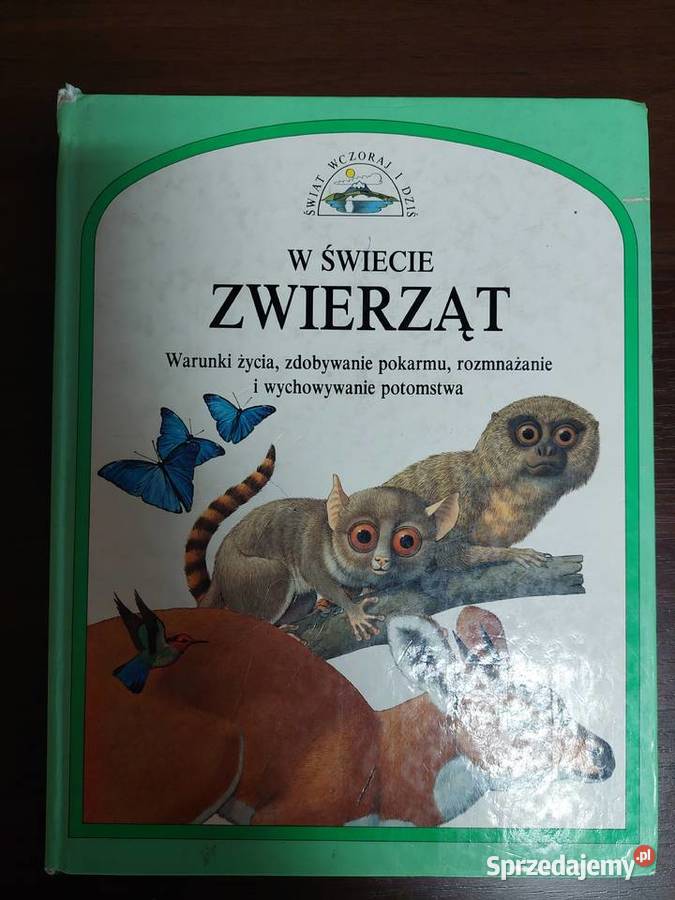 ŚWIAT WCZORAJ I DZIŚ
W ŚWIECIE
ZWIERZĄT
Warunki życia, zdobywanie pokarmu, rozmnażanie
i wychowywanie potomstwa
Sprzedajemy.pl